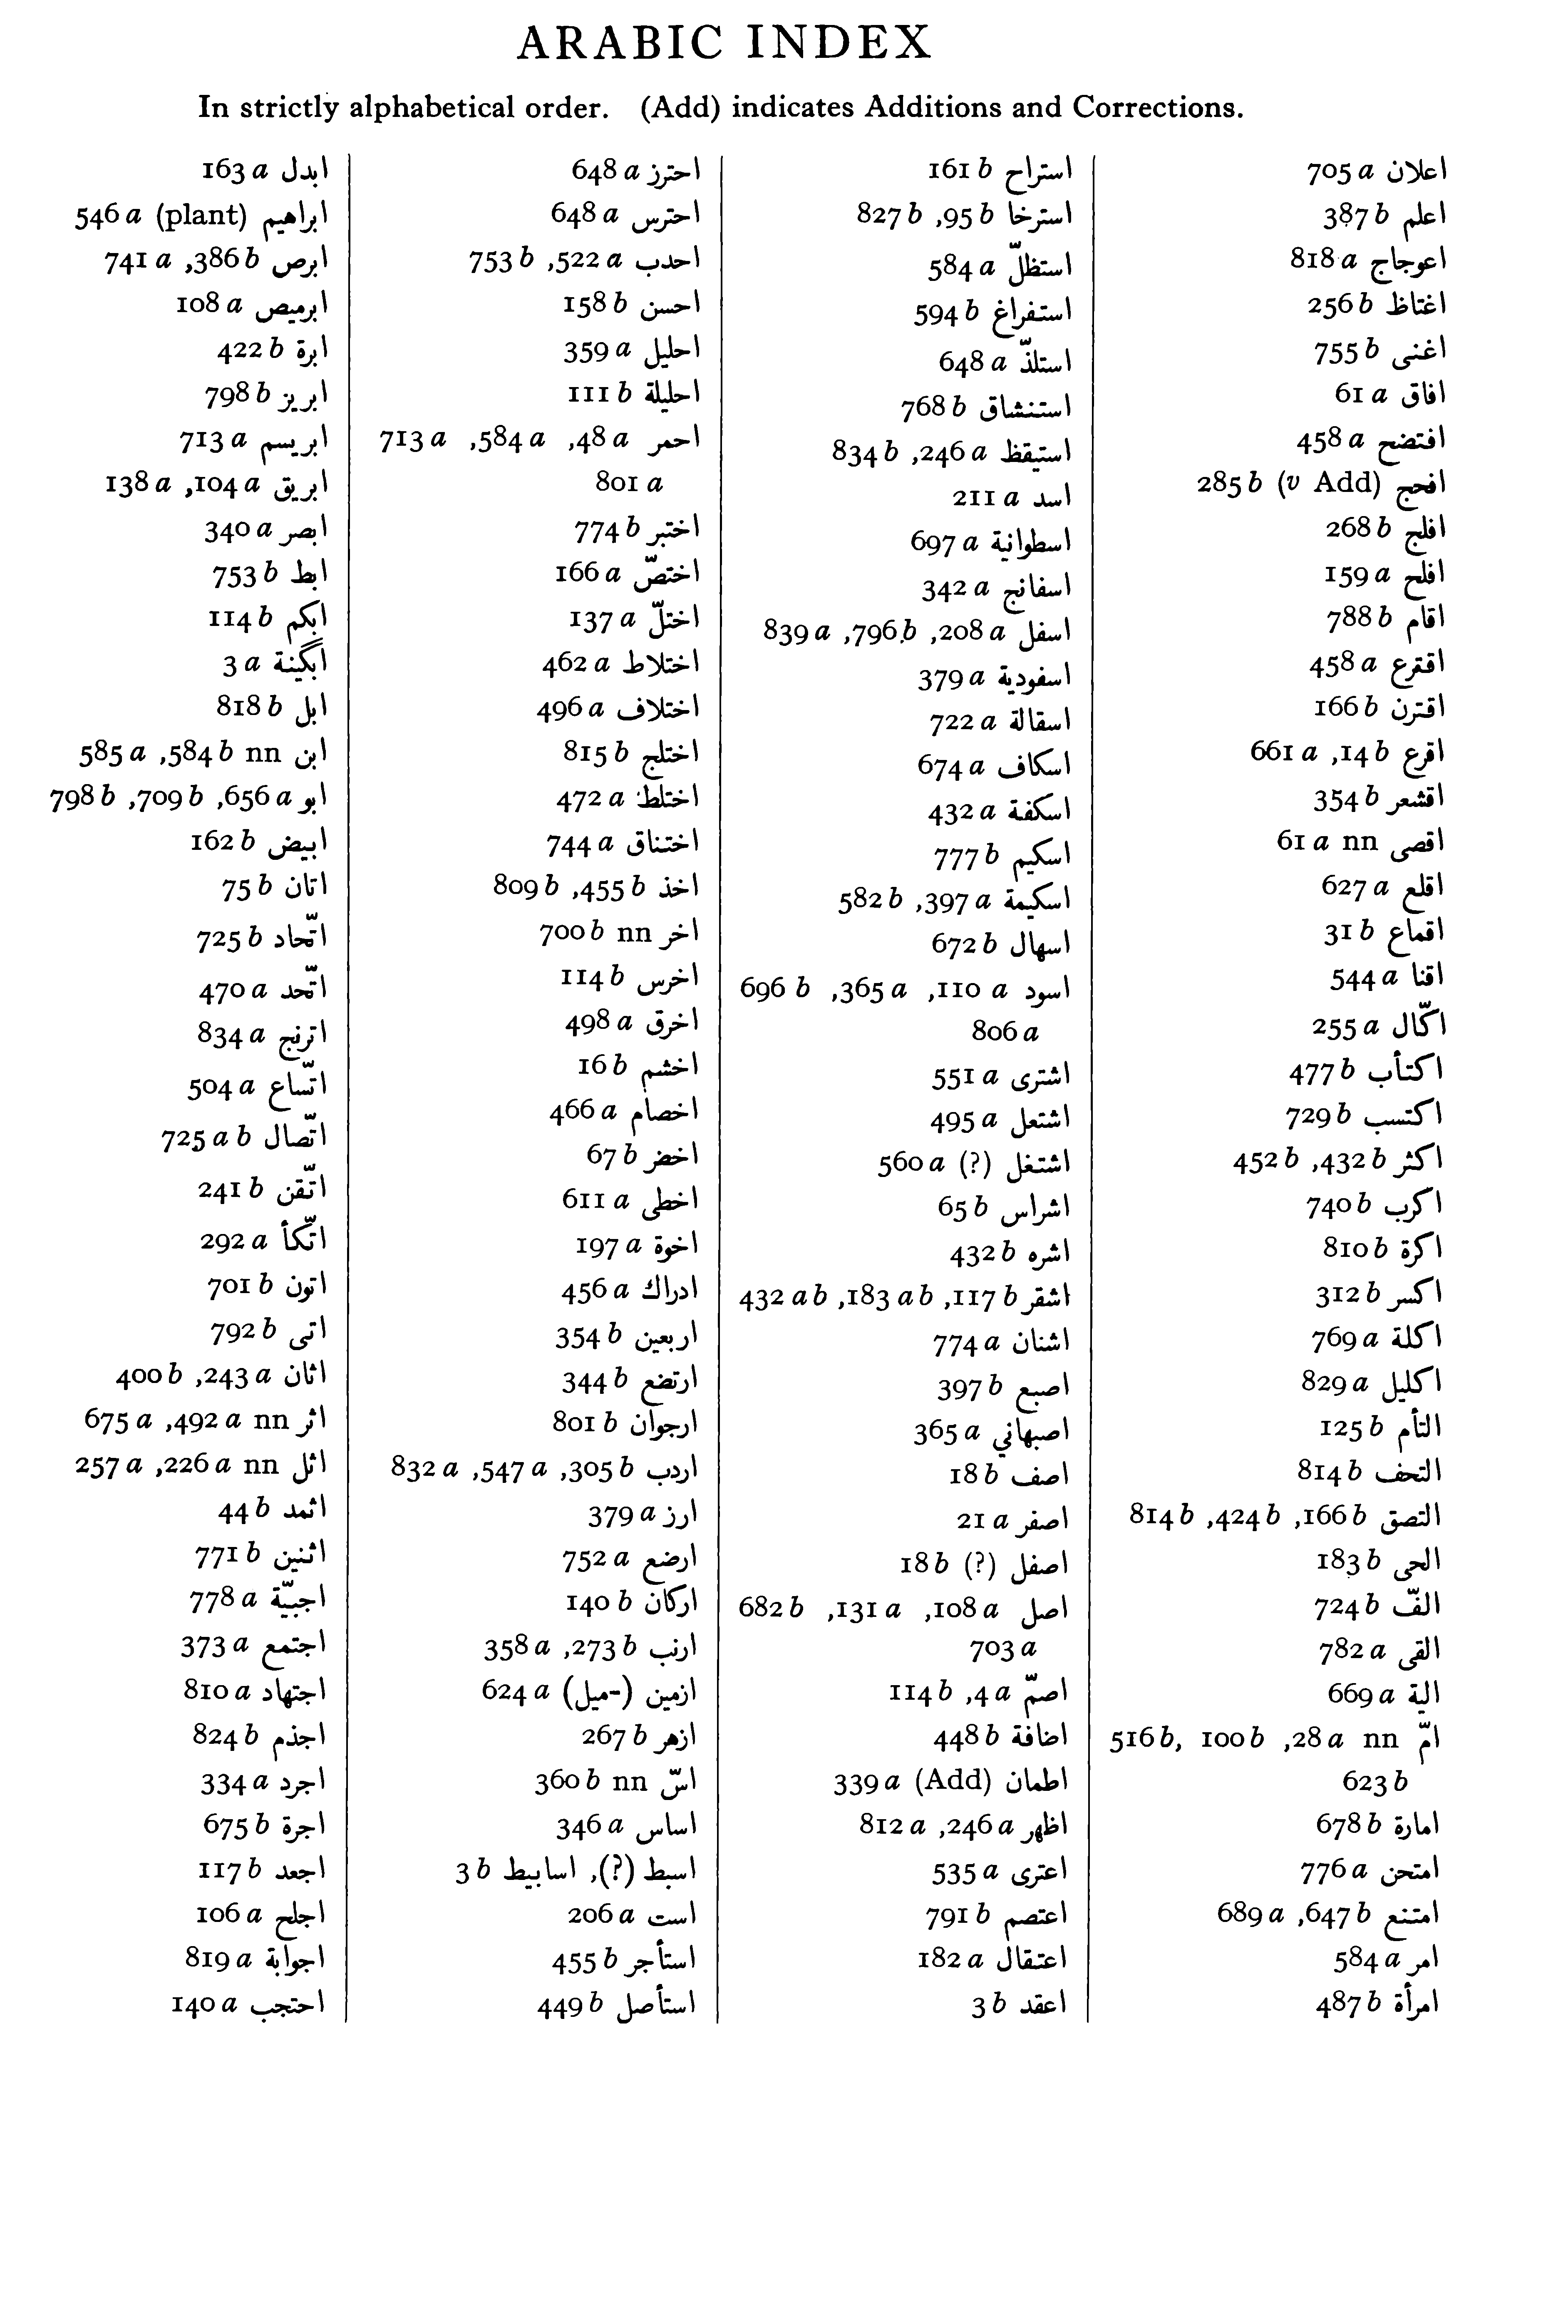 ARABIC INDEX
In strictly alphabetical order. (Add) indicates Additions and Corrections.
ابدل 163 a
ابراهيم (plant) 546 a
ابرص 386 b, 741 a
ابرميص 108 a
ابرة 422 b
ابريز 798 b
ابريسم 713 a
ابريق 104 a, 138 a
ابصر 340 a
ابط 753 b
ابكم 114 b
ابگينة 3 a
ابل 818 b
ابن 584 b nn, 585 a
ابو 656 a, 709 b, 798 b
ابيض 162 b
اتان 75 b
اتّحاد 725 b
اتّحد 470 a
اترنج 834 a
اتّساع 504 a
اتّصال 725 a b
اتّقن 241 b
اتّكأ 292 a
اتون 701 b
اتى 792 b
اثان 243 a, 400 b
اثر 492 a nn, 675 a
اثل 226 a nn, 257 a
اثمد 44 b
اثنين 771 b
اجبيّة 778 a
اجتمع 373 a
اجتهاد 810 a
اجذم 824 b
اجرد 334 a
اجرة 675 b
اجعد 117 b
اجلح 106 a
اجوابة 819 a
احتجب 140 a
احترز 648 a
احترس 648 a
احدب 522 a, 753 b
احسن 158 b
احليل 359 a
احليلة 111 b
احمر 48 a, 584 a, 713 a
801 a
اختبر 774 b
اختصّ 166 a
اختلّ 137 a
اختلاط 462 a
اختلاف 496 a
اختلج 815 b
اختلط 472 a
اختناق 744 a
اخذ 455 b, 809 b
اخر 700 b nn
اخرس 114 b
اخرق 498 a
اخشم 16 b
اخصام 466 a
اخضر 67 b
اخطى 611 a
اخوة 197 a
ادراك 456 a
اربعين 354 b
ارتضع 344 b
ارجوان 801 b
اردب 305 b, 547 a, 832 a
ارز 379 a
ارضع 752 a
اركان 140 b
ارنب 273 b, 358 a
ازمين (-ميل) 624 a
ازهر 267 b
اسّ 360 b nn
اساس 346 a
اسبط (?), اسابيط 3 b
است 206 a
استأجر 455 b
استأصل 449 b
استراح 161 b
استرخا 95 b, 827 b
استظلّ 584 a
استفراغ 594 b
استلذّ 648 a
استنشاق 768 b
استيقظ 246 a, 834 b
اسد 211 a
اسطوانية 697 a
اسفانج 342 a
اسفل 208 a, 796 b, 839 a
اسفودية 379 a
اسقالة 722 a
اسكاف 674 a
اسكفة 432 a
اسكيم 777 b
اسكيمة 397 a, 582 b
اسهال 672 b
اسود 110 a, 365 a, 696 b
806 a
اشترى 551 a
اشتعل 495 a
اشتغل (?) 560 a
اشراس 65 b
اشره 432 b
اشقر 117 b, 183 a b, 432 a b
اشنان 774 a
اصبع 397 b
اصبهاني 365 a
اصف 18 b
اصفر 21 a
اصفل (?) 18 b
اصل 108 a, 131 a, 682 b
703 a
اصمّ 4 a, 114 b
اضافة 448 b
اطمان (Add) 339 a
اظهر 246 a, 812 a
اعترى 535 a
اعتصم 791 b
اعتقال 182 a
اعقد 3 b
اعلان 705 a
اعلم 387 b
اعوجاج 818 a
اغتاظ 256 b
اغنى 755 b
افاق 61 a
افتضح 458 a
افحج (v Add) 285 b
افلج 268 b
افلح 159 a
اقام 788 b
اقترع 458 a
اقترن 166 b
اقرع 14 b, 661 a
اقشعر 354 b
اقصى 61 a nn
اقلع 627 a
اقماع 31 b
اقنا 544 a
اكّال 255 a
اكتأب 477 b
اكتسب 729 b
اكثر 432 b, 452 b
اكرب 740 b
اكرة 810 b
اكسر 312 b
اكلة 769 a
اكليل 829 a
التأم 125 b
التحف 814 b
التصق 166 b, 424 b, 814 b
الحى 183 b
الفّ 724 b
القى 782 a
الية 669 a
امّ 28 a nn, 100 b, 516 b,
623 b
امارة 678 b
امتحن 776 a
امتنع 647 b, 689 a
امر 584 a
امرأة 487 b